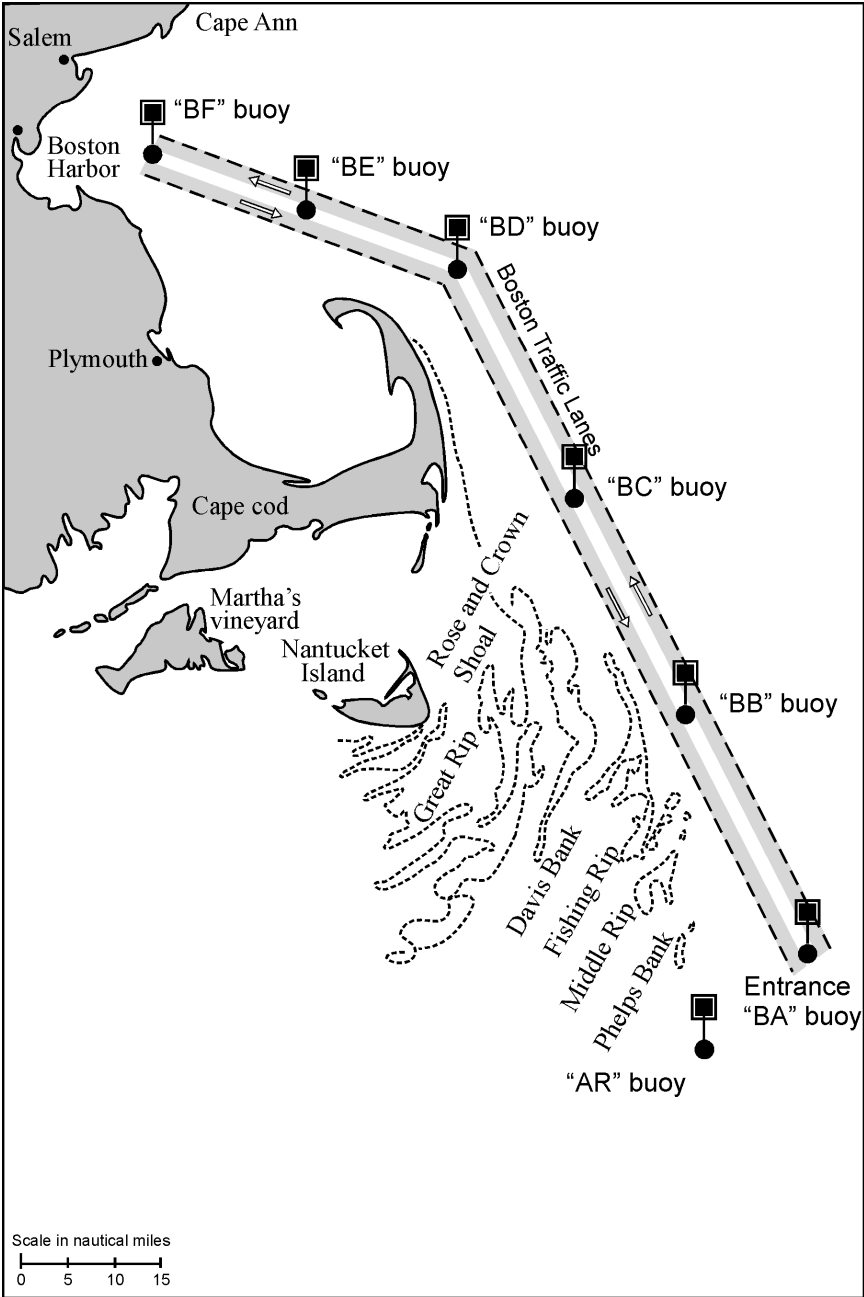 Cape Ann
Salem
“BF” buoy
Boston
Harbor
“BE” buoy
“BD” buoy
Boston Traffic Lanes
Plymouth
“BC” buoy
Cape cod
Rose and Crown
Shoal
Martha’s
vineyard
Nantucket
Island
“BB” buoy
Great Rip
Davis Bank
Fishing Rip
Middle Rip
Phelps Bank
Entrance
“BA” buoy
“AR” buoy
Scale in nautical miles
0 5 10 15